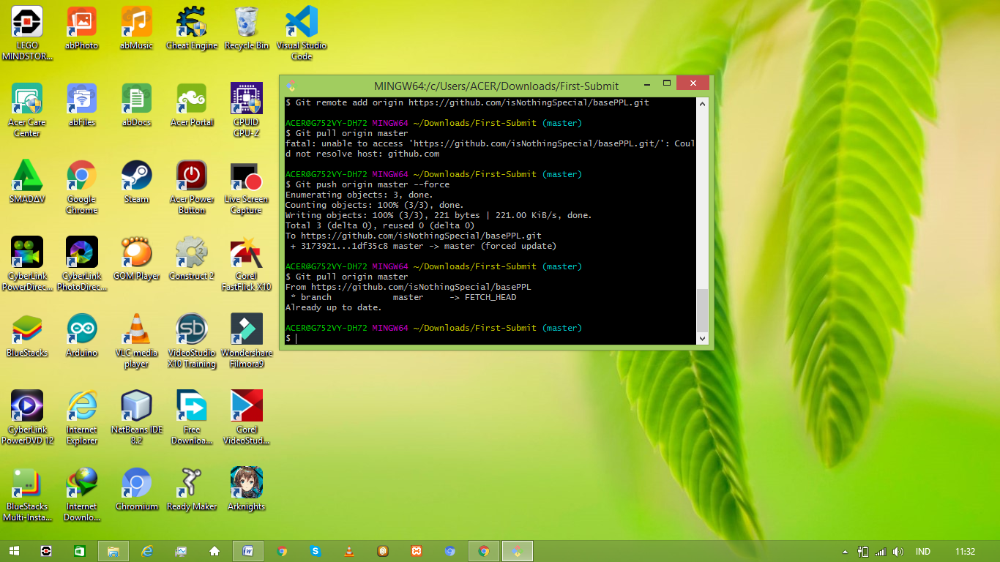 LEGO
MINDSTOR...
abPhoto
abMusic
Cheat Engine
Recycle Bin
Visual Studio
Code
Acer Care
Center
abFiles
abDocs
Acer Portal
CPUID
CPU-Z
SMADΔV
Google
Chrome
Steam
Acer Power
Button
Live Screen
Capture
CyberLink
PowerDirec...
CyberLink
PhotoDirec...
GOM Player
Construct 2
Corel
FastFlick X10
BlueStacks
Arduino
VLC media
player
VideoStudio
X10 Training
Wondershare
Filmora9
CyberLink
PowerDVD 12
Internet
Explorer
NetBeans IDE
8.2
Free
Downloa...
Corel
VideoStud...
BlueStacks
Multi-Insta...
Internet
Downlo...
Chromium
Ready Maker
Arknights
MINGW64:/c/Users/ACER/Downloads/First-Submit
$ Git remote add origin https://github.com/isNothingSpecial/basePPL.git
ACER@G752VY-DH72 MINGW64 ~/Downloads/First-Submit (master)
$ Git pull origin master
fatal: unable to access 'https://github.com/isNothingSpecial/basePPL.git/': Coul
d not resolve host: github.com
ACER@G752VY-DH72 MINGW64 ~/Downloads/First-Submit (master)
$ Git push origin master --force
Enumerating objects: 3, done.
Counting objects: 100% (3/3), done.
Writing objects: 100% (3/3), 221 bytes | 221.00 KiB/s, done.
Total 3 (delta 0), reused 0 (delta 0)
To https://github.com/isNothingSpecial/basePPL.git
 + 3173921...1df35c8 master -> master (forced update)
ACER@G752VY-DH72 MINGW64 ~/Downloads/First-Submit (master)
$ Git pull origin master
From https://github.com/isNothingSpecial/basePPL
 * branch            master     -> FETCH_HEAD
Already up to date.
ACER@G752VY-DH72 MINGW64 ~/Downloads/First-Submit (master)
$
IND
11:32